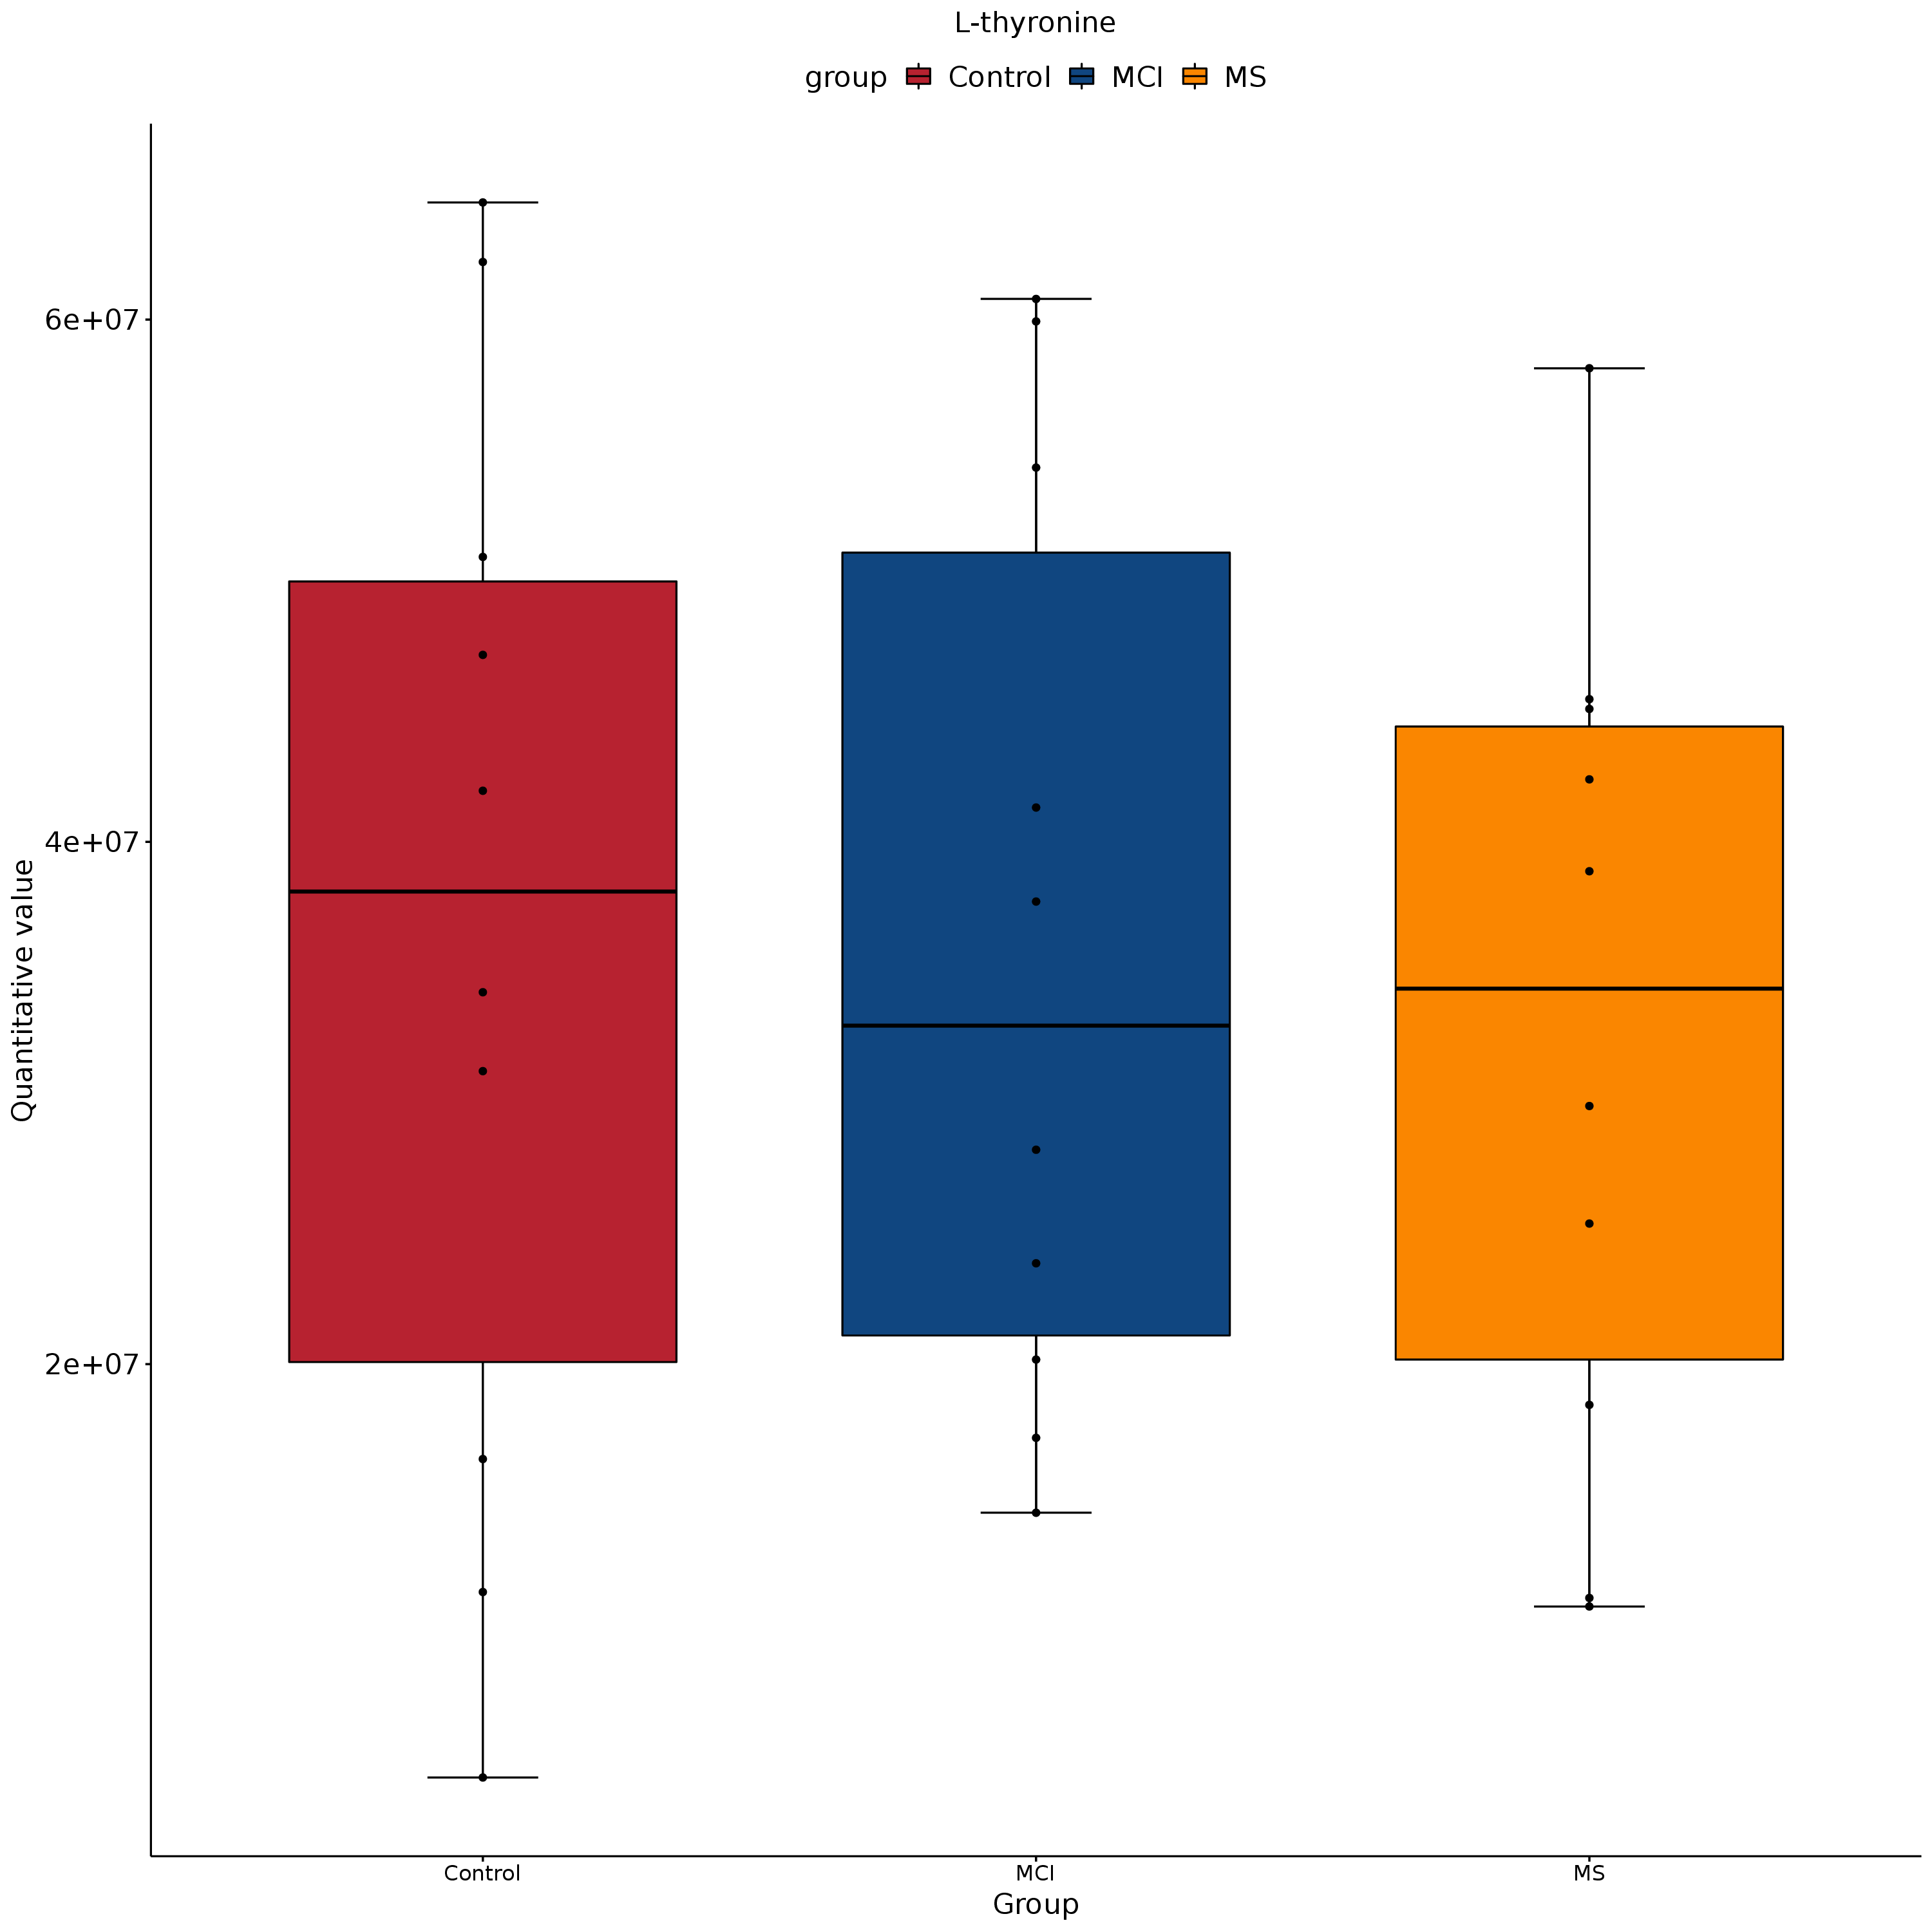 L-thyronine
group Control MCI MS
6e+07
4e+07
2e+07
Quantitative value
Control MCI MS
Group